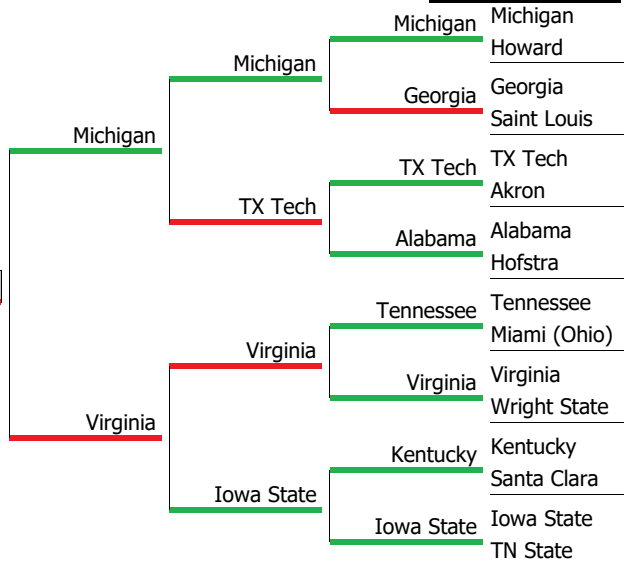 Michigan
Michigan
Howard
Michigan
Georgia
Georgia
Saint Louis
Michigan
TX Tech
TX Tech
Akron
TX Tech
Alabama
Alabama
Hofstra
Tennessee
Tennessee
Miami (Ohio)
Virginia
Virginia
Virginia
Wright State
Virginia
Kentucky
Kentucky
Santa Clara
Iowa State
Iowa State
Iowa State
TN State